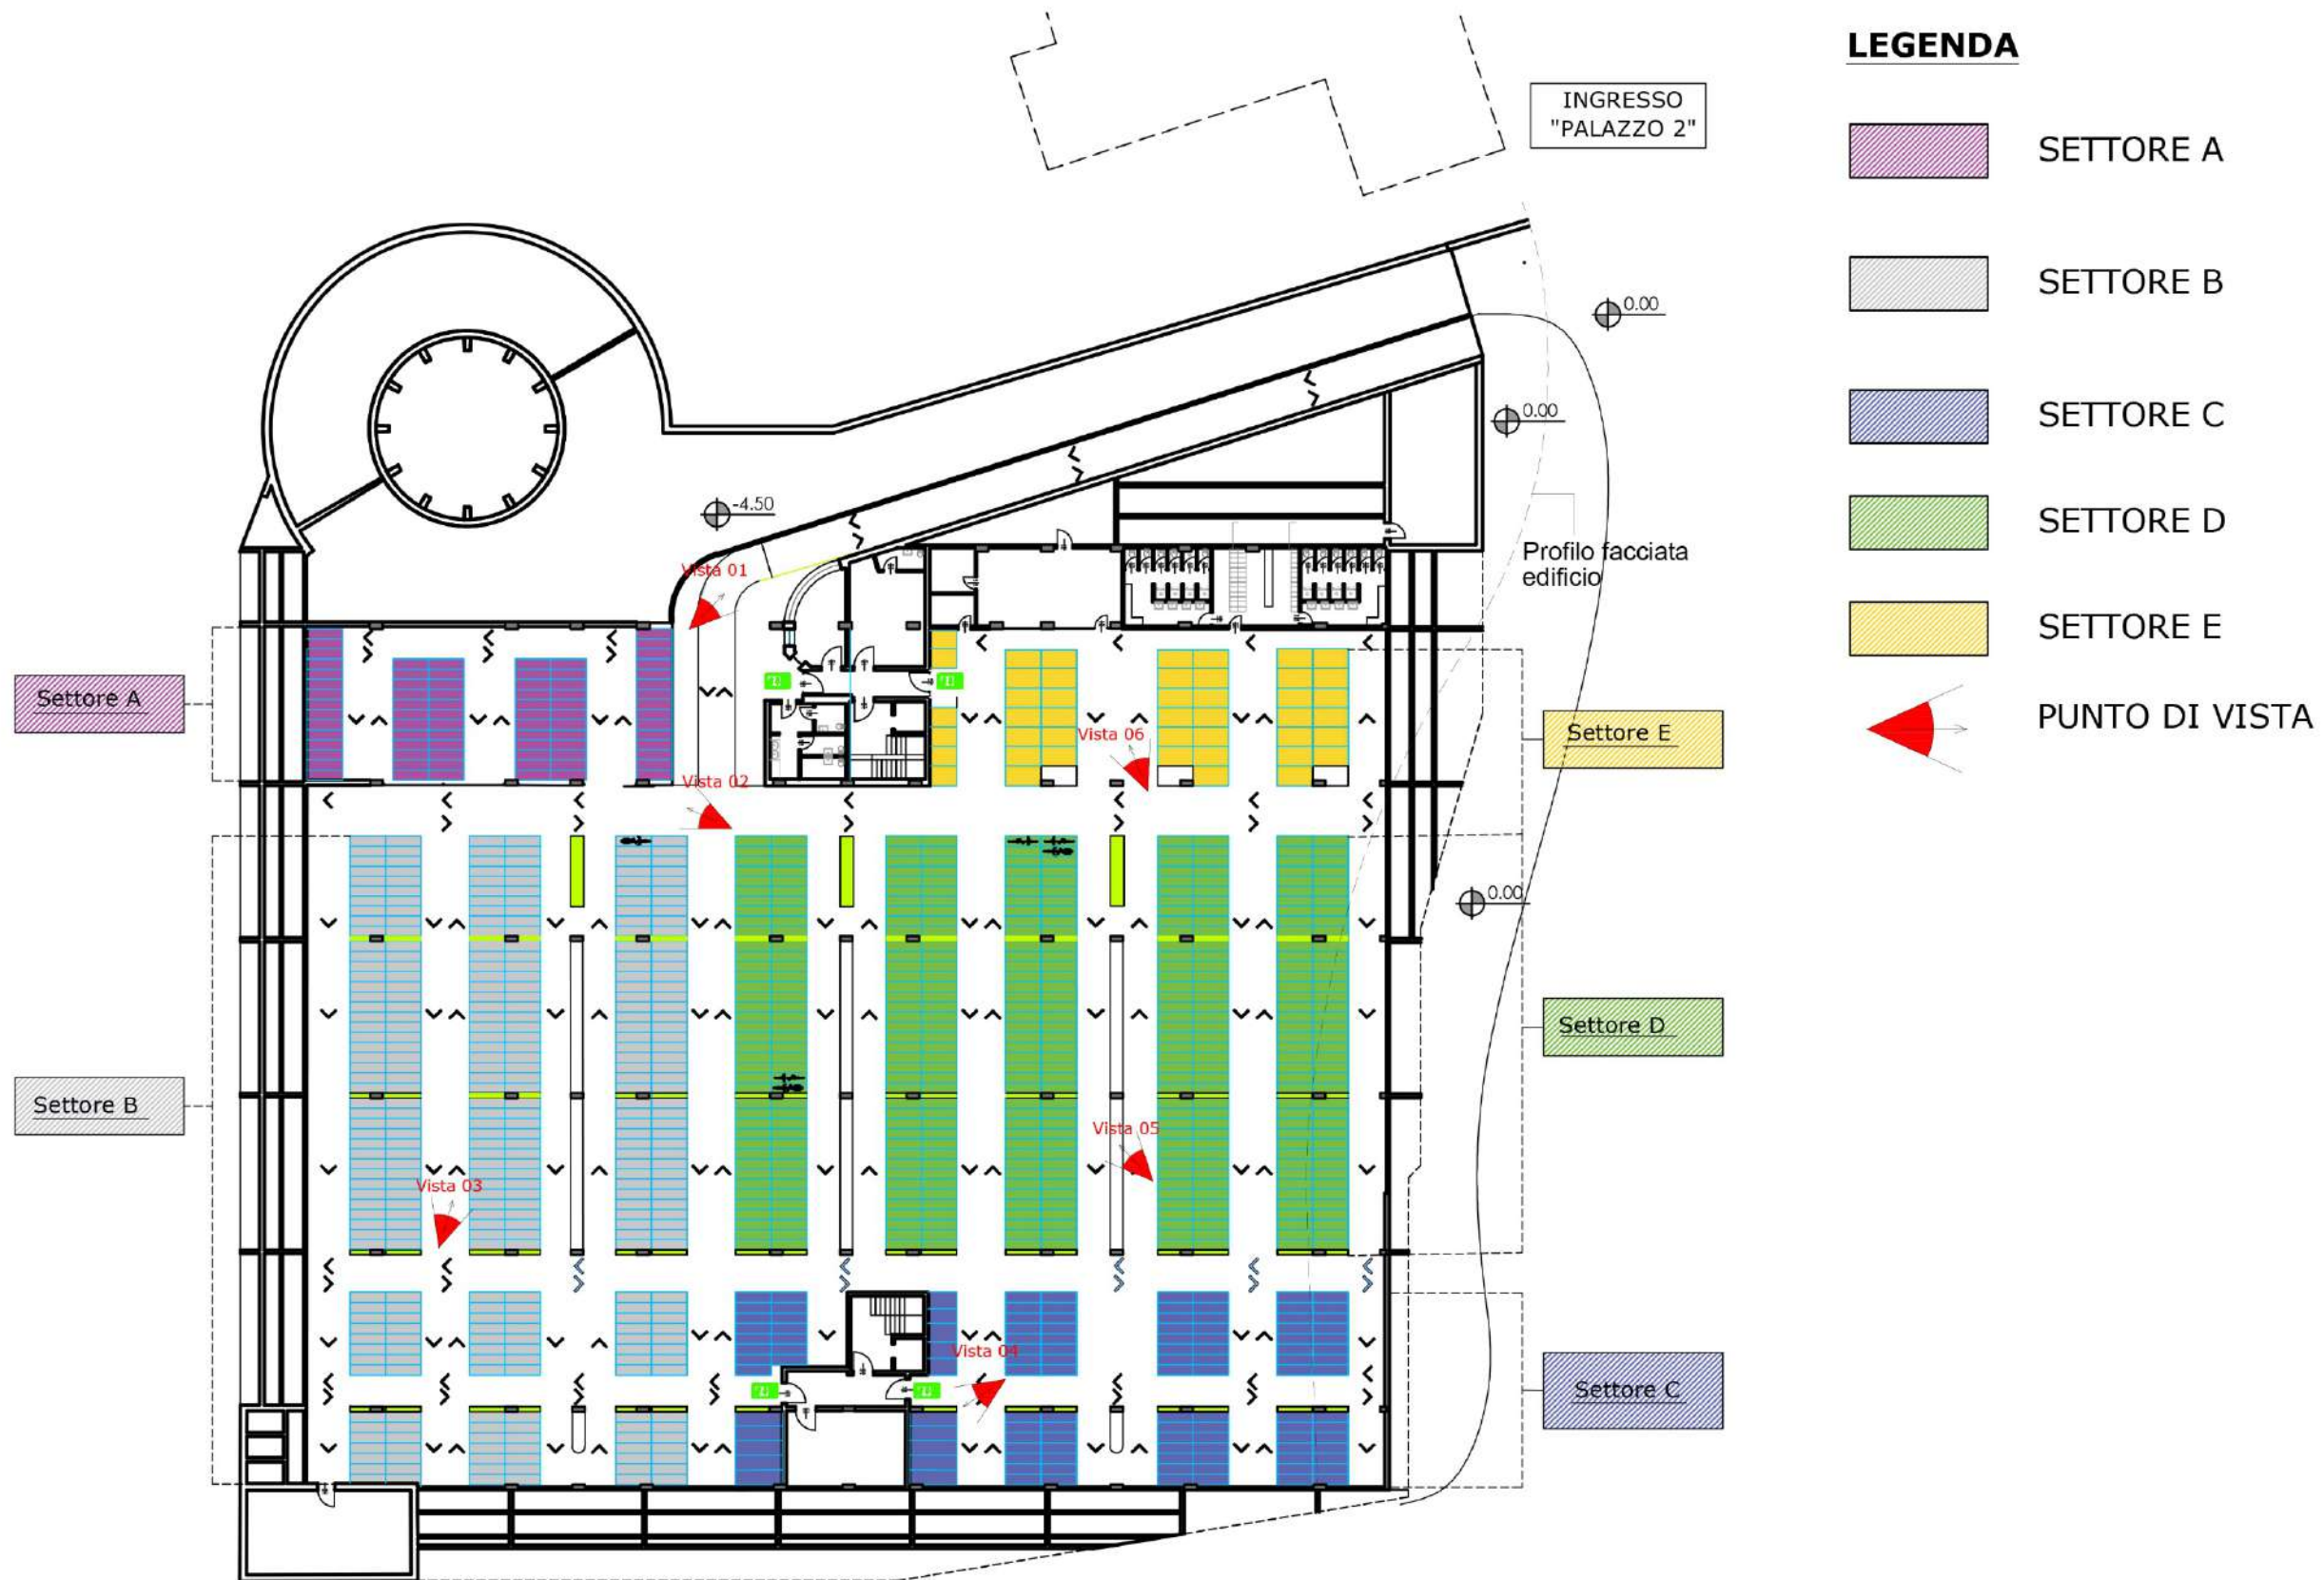 LEGENDA
SETTORE A
SETTORE B
SETTORE C
SETTORE D
SETTORE E
PUNTO DI VISTA
INGRESSO
"PALAZZO 2"
0.00
0.00
-4.50
Profilo facciata
edificio
Vista 01
Settore A
Settore E
Vista 06
Vista 02
0.00
Settore D
Settore B
Vista 05
Vista 03
Vista 04
Settore C